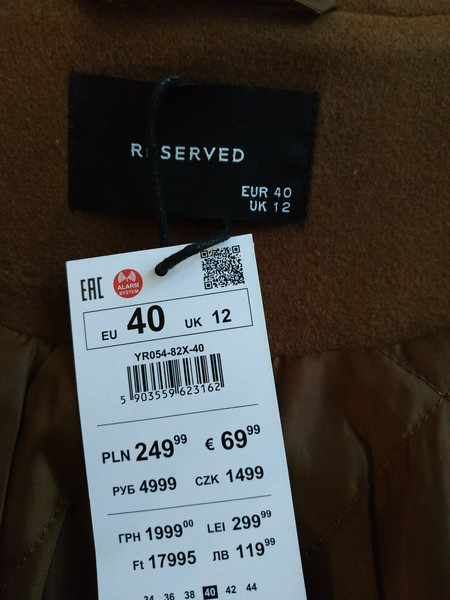 RESERVED
EUR 40
UK 12
EAC
ALARM
SYSTEM
EU 40 UK 12
YR054-82X-40
5 903559 623162
PLN 249 99 € 69 99
РУБ 4999 CZK 1499
ГРН 1999 00 LEI 299 99
Ft 17995 ЛВ 119 99
34 36 38 40 42 44